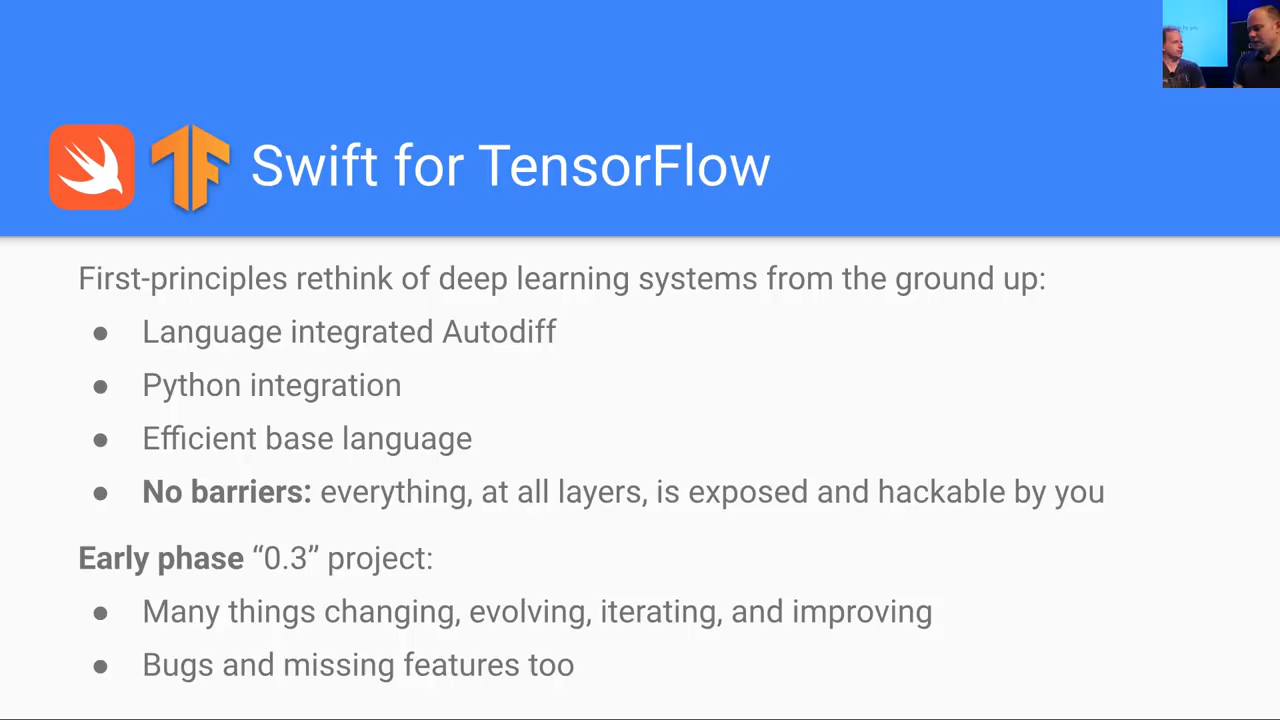 Swift for TensorFlow
First-principles rethink of deep learning systems from the ground up:
● Language integrated Autodiff
● Python integration
● Efficient base language
● No barriers: everything, at all layers, is exposed and hackable by you
Early phase “0.3” project:
● Many things changing, evolving, iterating, and improving
● Bugs and missing features too